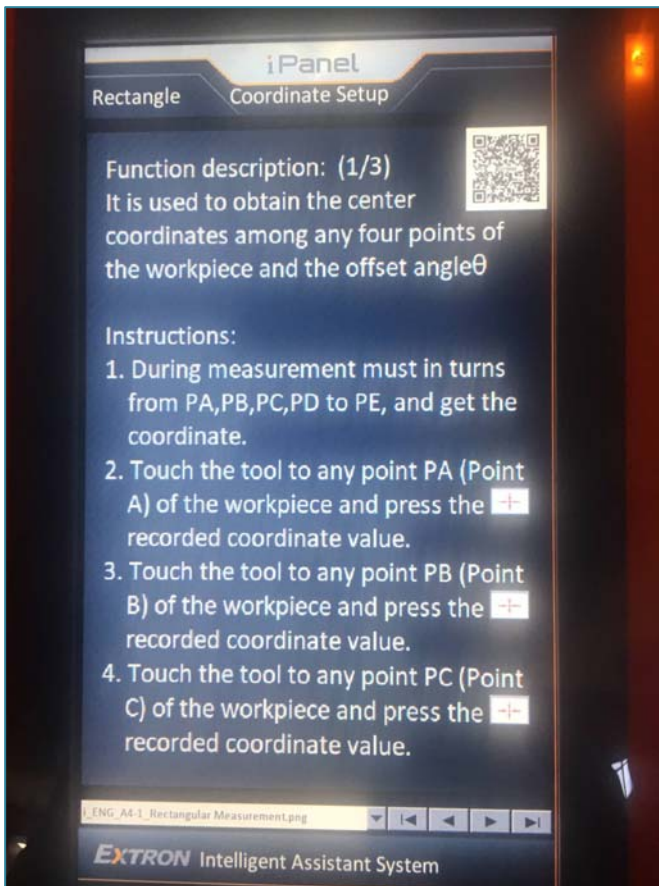 iPanel
Rectangle Coordinate Setup
Function description: (1/3)
It is used to obtain the center
coordinates among any four points of
the workpiece and the offset angleθ
Instructions:
1. During measurement must in turns
from PA,PB,PC,PD to PE, and get the
coordinate.
2. Touch the tool to any point PA (Point
A) of the workpiece and press the
recorded coordinate value.
3. Touch the tool to any point PB (Point
B) of the workpiece and press the
recorded coordinate value.
4. Touch the tool to any point PC (Point
C) of the workpiece and press the
recorded coordinate value.
i_ENG_A4-1_Rectangular Measurement.png
EXTRON Intelligent Assistant System